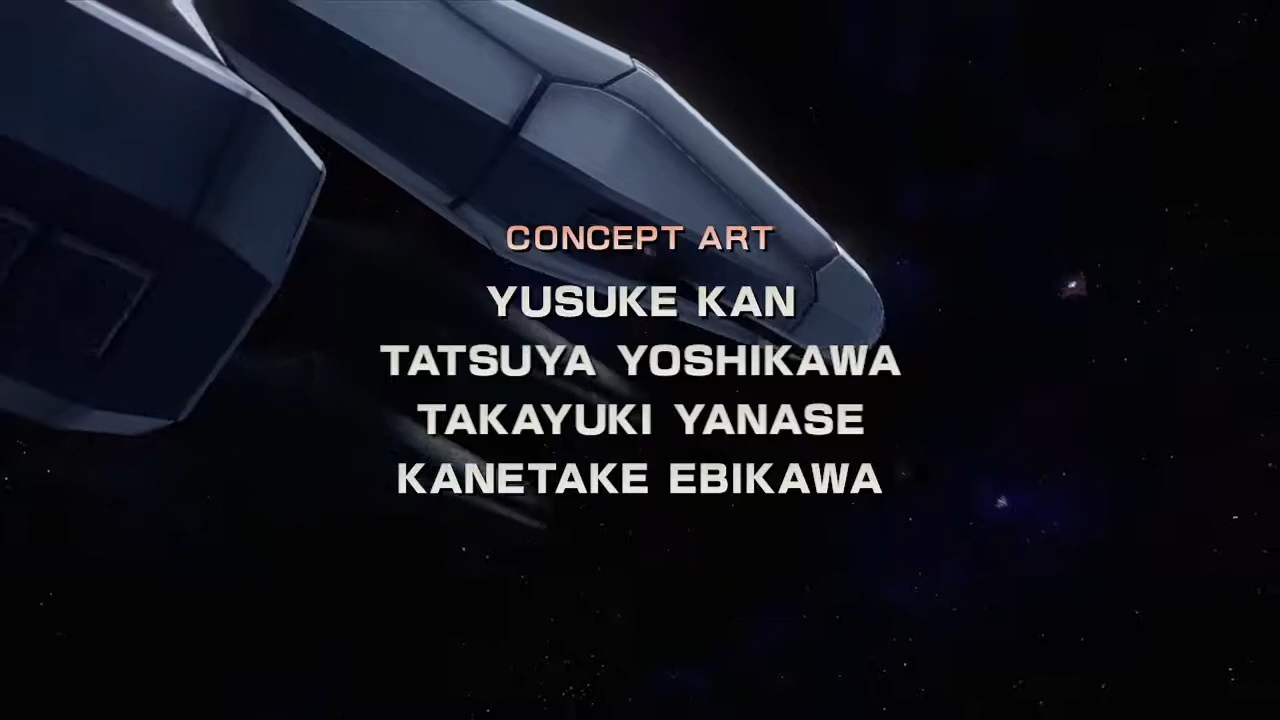 CONCEPT ART
YUSUKE KAN
TATSUYA YOSHIKAWA
TAKAYUKI YANASE
KANETAKE EBIKAWA